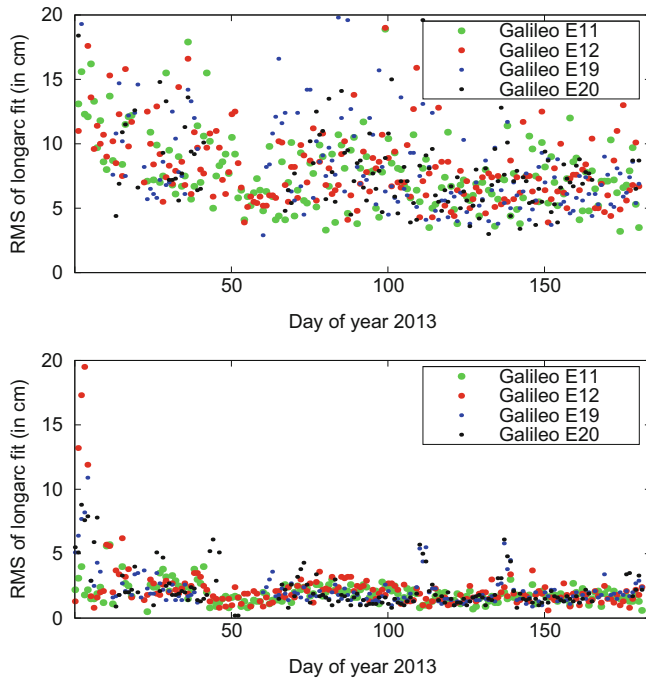 20
15
10
5
0
RMS of longarc fit (in cm)
Galileo E11
Galileo E12
Galileo E19
Galileo E20
50
100
150
Day of year 2013
20
15
10
5
0
RMS of longarc fit (in cm)
Galileo E11
Galileo E12
Galileo E19
Galileo E20
50
100
150
Day of year 2013